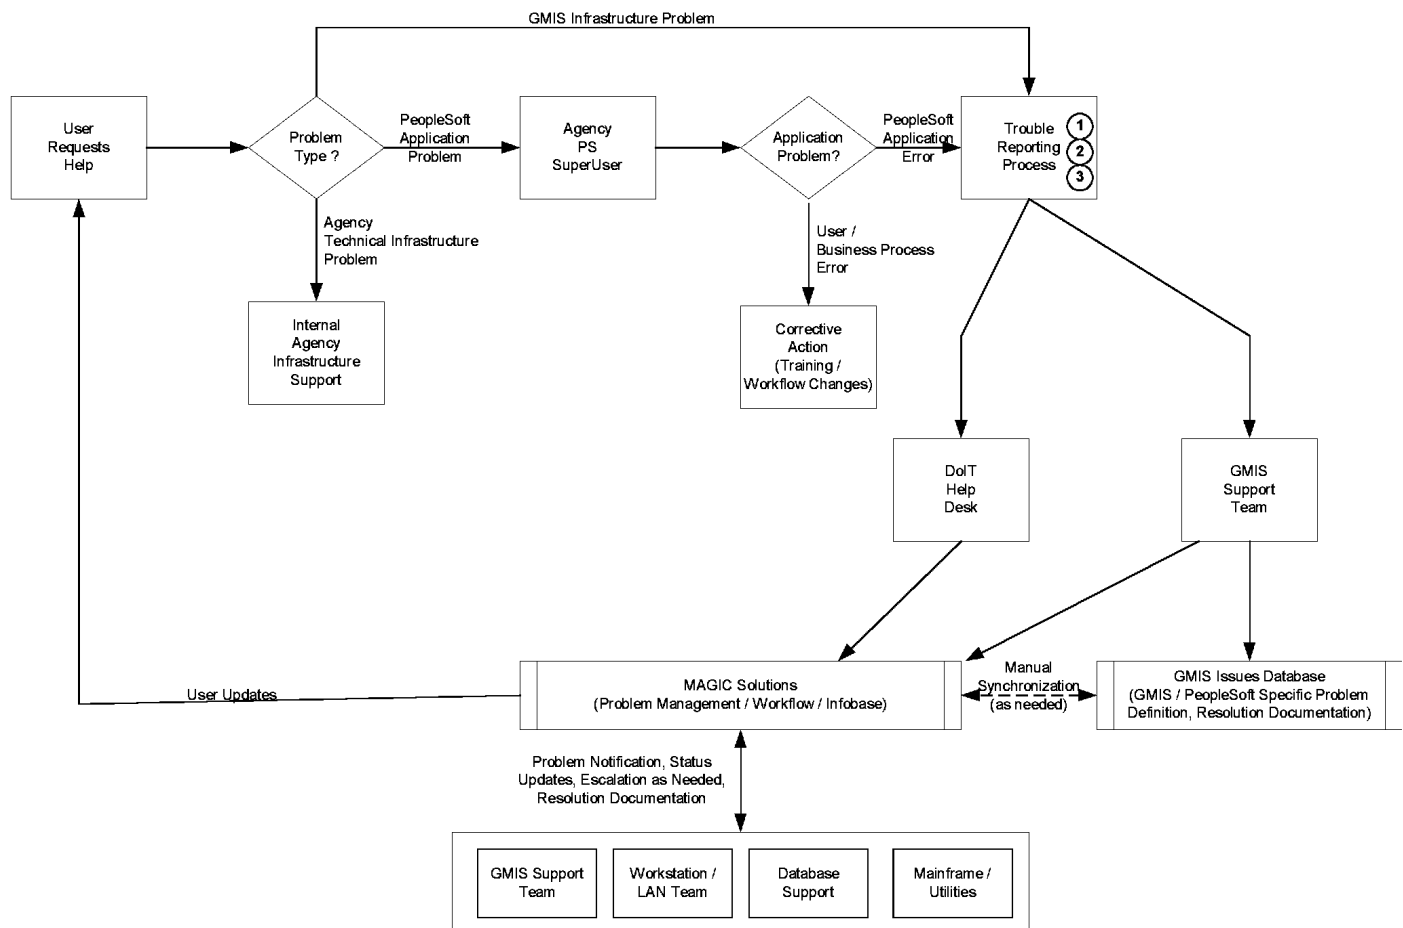 GMIS Infrastructure Problem
User
Requests
Help
Problem
Type ?
PeopleSoft
Application
Problem
Agency
PS
SuperUser
Application
Problem?
PeopleSoft
Application
Error
Trouble
Reporting
Process
1
2
3
Agency
Technical Infrastructure
Problem
User /
Business Process
Error
Internal
Agency
Infrastructure
Support
Corrective
Action
(Training /
Workflow Changes)
DoIT
Help
Desk
GMIS
Support
Team
User Updates
MAGIC Solutions
(Problem Management / Workflow / Infobase)
Manual
Synchronization
(as needed)
GMIS Issues Database
(GMIS / PeopleSoft Specific Problem
Definition, Resolution Documentation)
Problem Notification, Status
Updates, Escalation as Needed,
Resolution Documentation
GMIS Support
Team
Workstation /
LAN Team
Database
Support
Mainframe /
Utilities